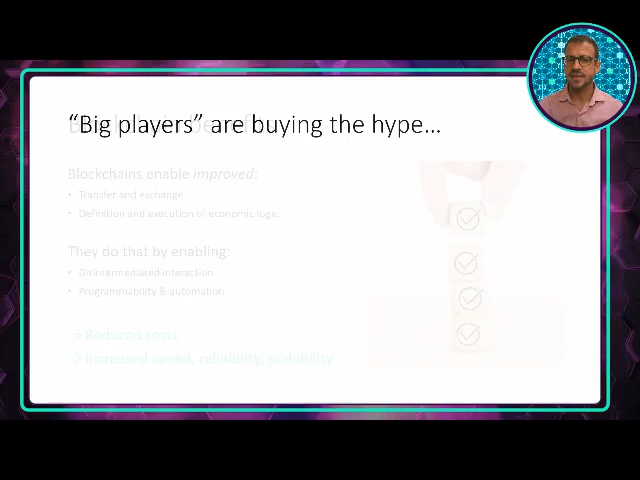 “Big players” are buying the hype…
Blockchains enable improved:
• Transfer and exchange
• Definition and execution of economic logic
They do that by enabling:
• Disintermediated interaction
• Programmability & automation
→ Reduced costs
→ Increased speed, reliability, scalability